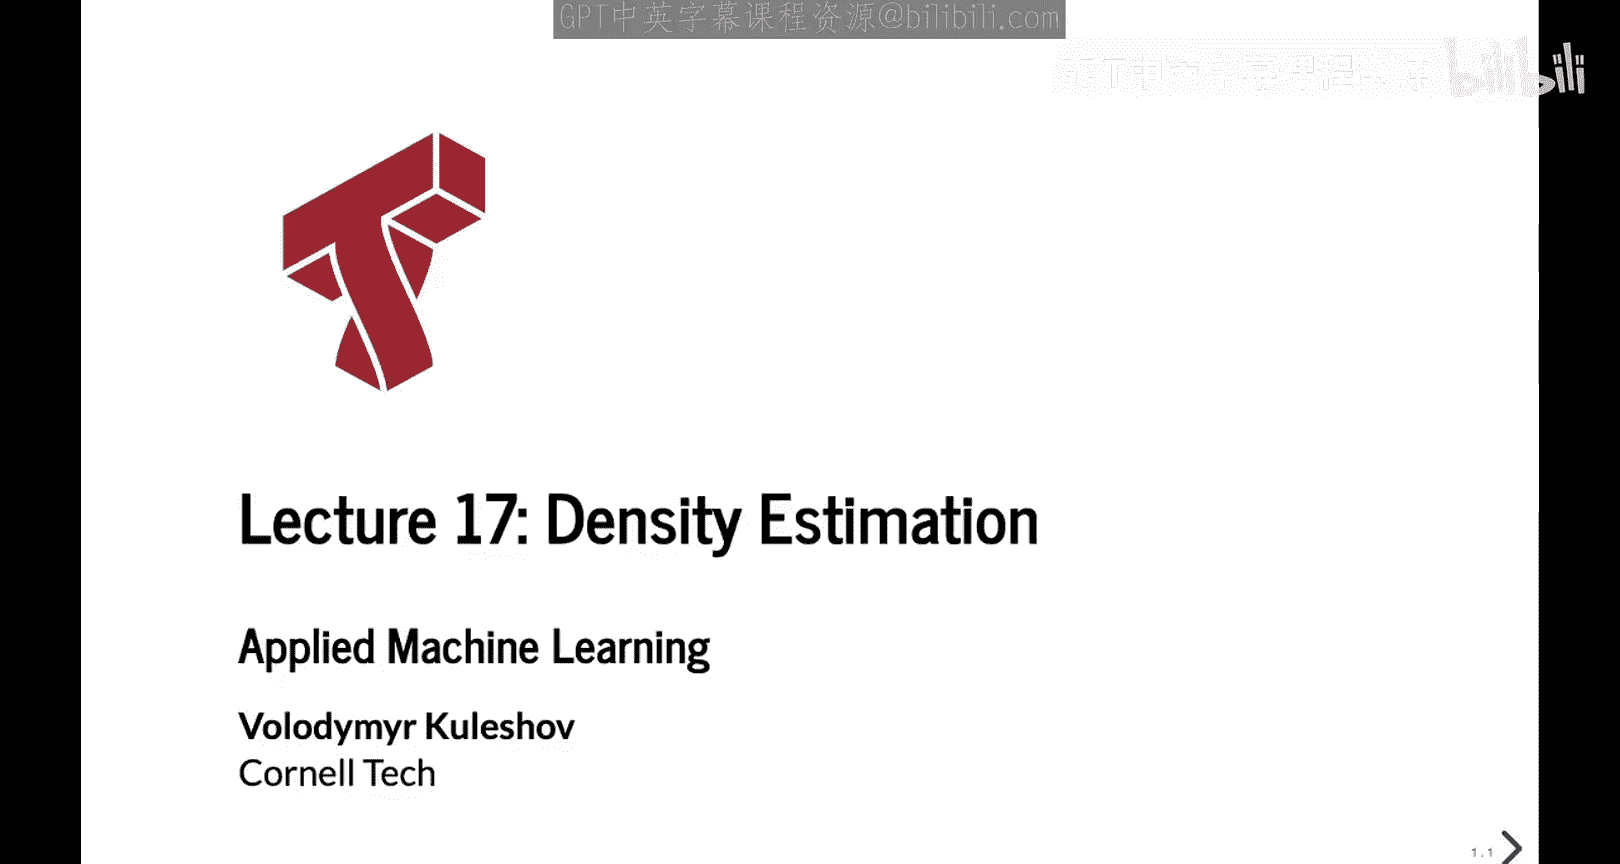 GPT中英字幕课程资源@bilibili.com
bilibili
Lecture 17: Density Estimation
Applied Machine Learning
Volodymyr Kuleshov
Cornell Tech
1.1